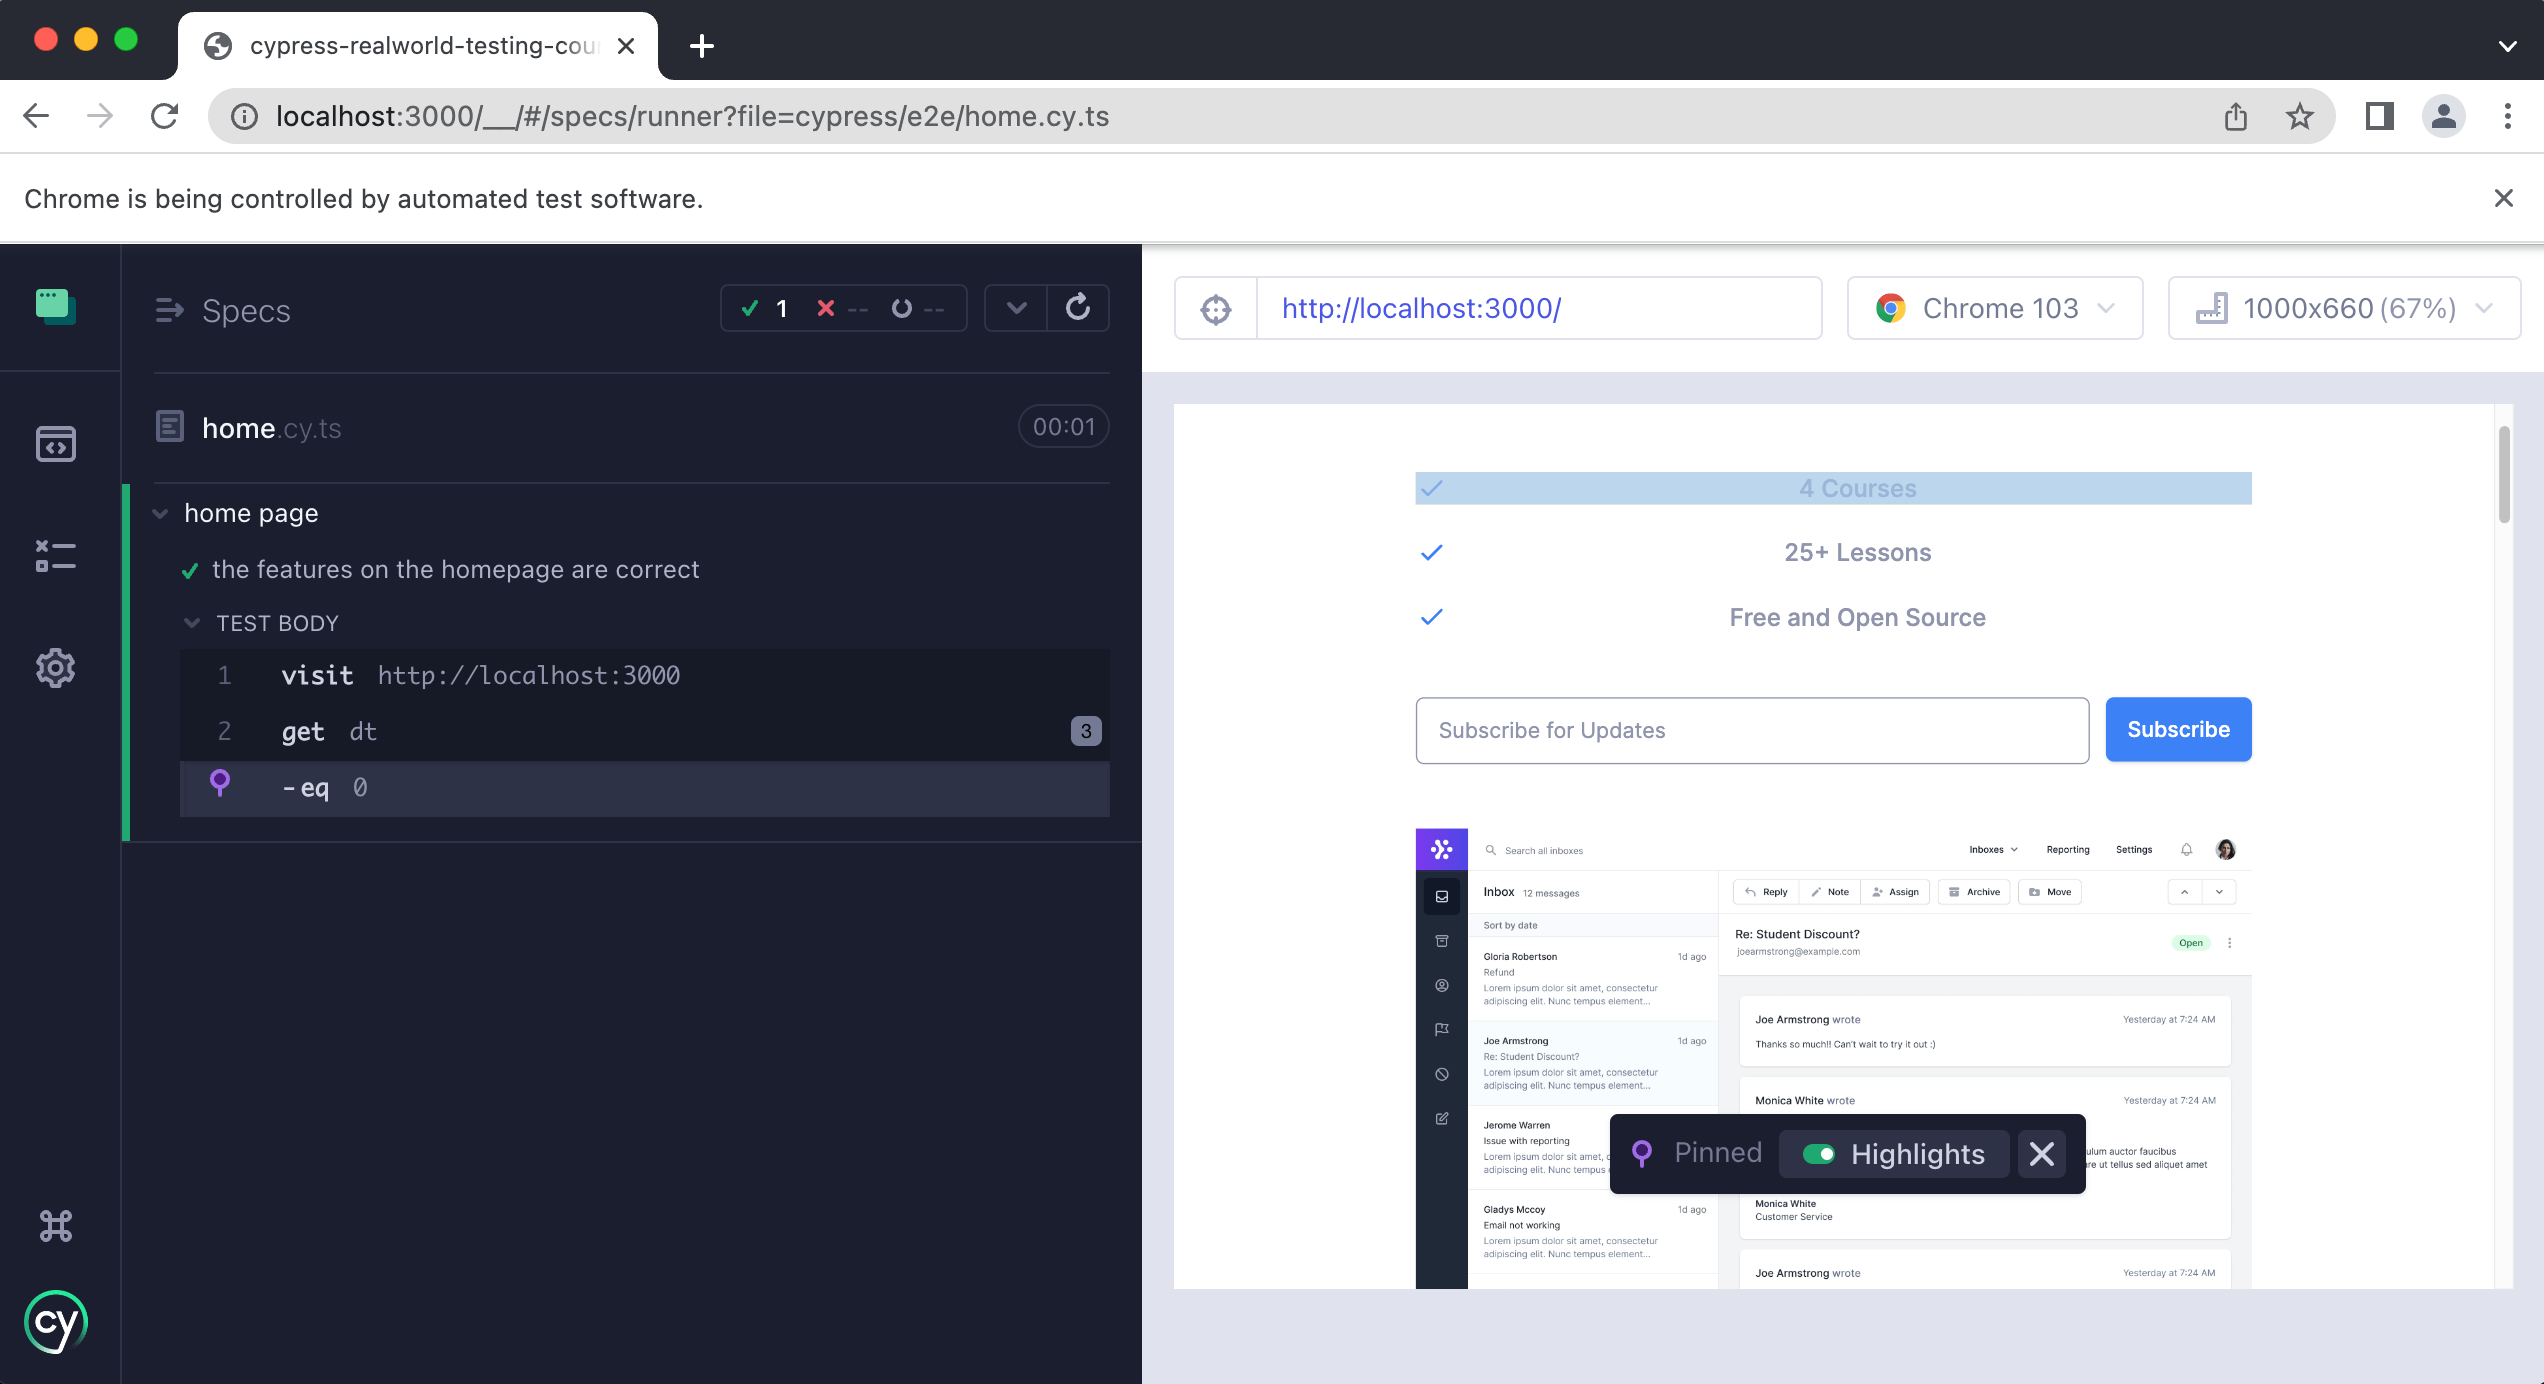 cypress-realworld-testing-cou
localhost:3000/__/#/specs/runner?file=cypress/e2e/home.cy.ts
Chrome is being controlled by automated test software.
Specs
1 -- --
home.cy.ts 00:01
home page
the features on the homepage are correct
TEST BODY
1 visit http://localhost:3000
2 get dt 3
-eq 0
cy
http://localhost:3000/ Chrome 103 1000x660 (67%)
4 Courses
25+ Lessons
Free and Open Source
Subscribe for Updates Subscribe
Search all inboxes Inboxes Reporting Settings
Inbox 12 messages
Sort by date
Gloria Robertson 1d ago
Refund
Lorem ipsum dolor sit amet, consectetur
adipiscing elit. Nunc tempus element...
Joe Armstrong 1d ago
Re: Student Discount?
Lorem ipsum dolor sit amet, consectetur
adipiscing elit. Nunc tempus element...
Jerome Warren
Issue with reporting
Lorem ipsum dolor sit amet, c
adipiscing elit. Nunc tempus
Gladys Mccoy 1d ago
Email not working
Lorem ipsum dolor sit amet, consectetur
adipiscing elit. Nunc tempus element...
Reply Note Assign Archive Move
Re: Student Discount?
joearmstrong@example.com
Open
Joe Armstrong wrote Yesterday at 7:24 AM
Thanks so much!! Can't wait to try it out :)
Monica White wrote Yesterday at 7:24 AM
ulum auctor faucibus
re ut tellus sed aliquet amet
Monica White
Customer Service
Joe Armstrong wrote Yesterday at 7:24 AM
Pinned Highlights